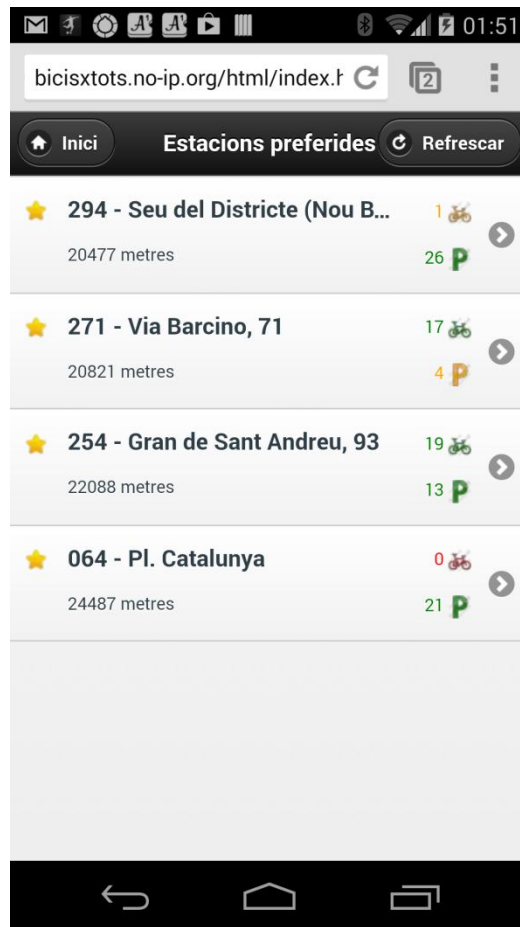 01:51
bicisxtots.no-ip.org/html/index.h
2
Inici
Estacions preferides
Refrescar
294 - Seu del Districte (Nou B...
1
20477 metres
26 P
271 - Via Barcino, 71
17
20821 metres
4 P
254 - Gran de Sant Andreu, 93
19
22088 metres
13 P
064 - Pl. Catalunya
0
24487 metres
21 P